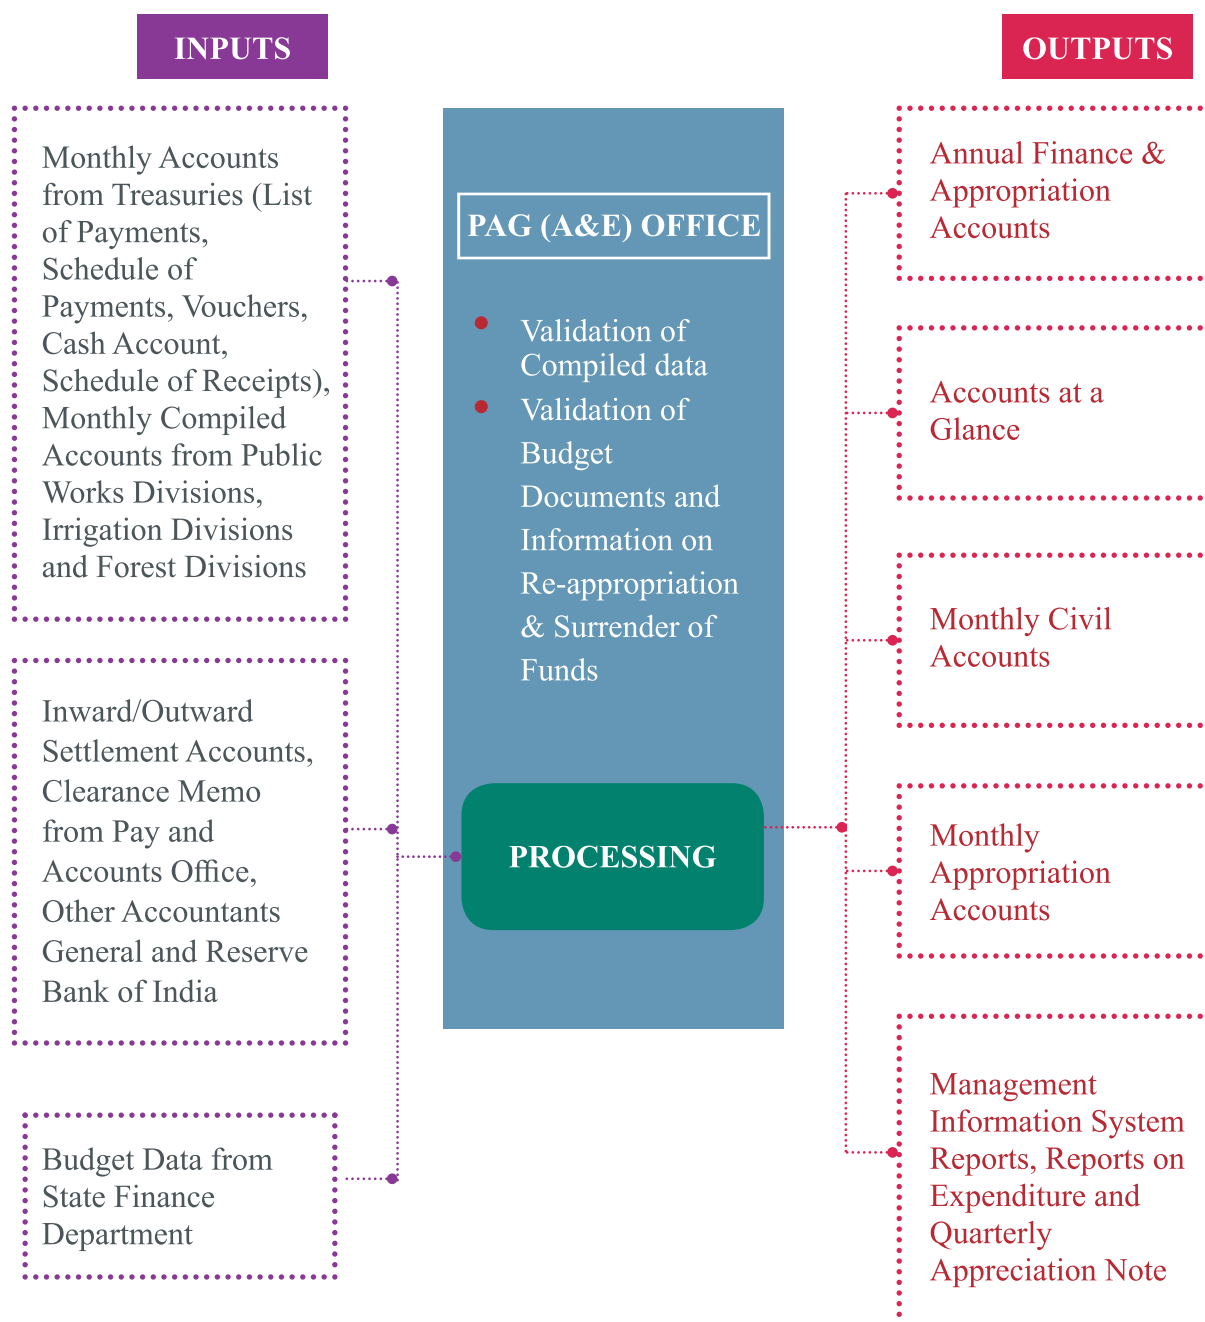 INPUTS
Monthly Accounts
from Treasuries (List
of Payments,
Schedule of
Payments, Vouchers,
Cash Account,
Schedule of Receipts),
Monthly Compiled
Accounts from Public
Works Divisions,
Irrigation Divisions
and Forest Divisions
Inward/Outward
Settlement Accounts,
Clearance Memo
from Pay and
Accounts Office,
Other Accountants
General and Reserve
Bank of India
Budget Data from
State Finance
Department
PAG (A&E) OFFICE
Validation of
Compiled data
Validation of
Budget
Documents and
Information on
Re-appropriation
& Surrender of
Funds
PROCESSING
OUTPUTS
Annual Finance &
Appropriation
Accounts
Accounts at a
Glance
Monthly Civil
Accounts
Monthly
Appropriation
Accounts
Management
Information System
Reports, Reports on
Expenditure and
Quarterly
Appreciation Note